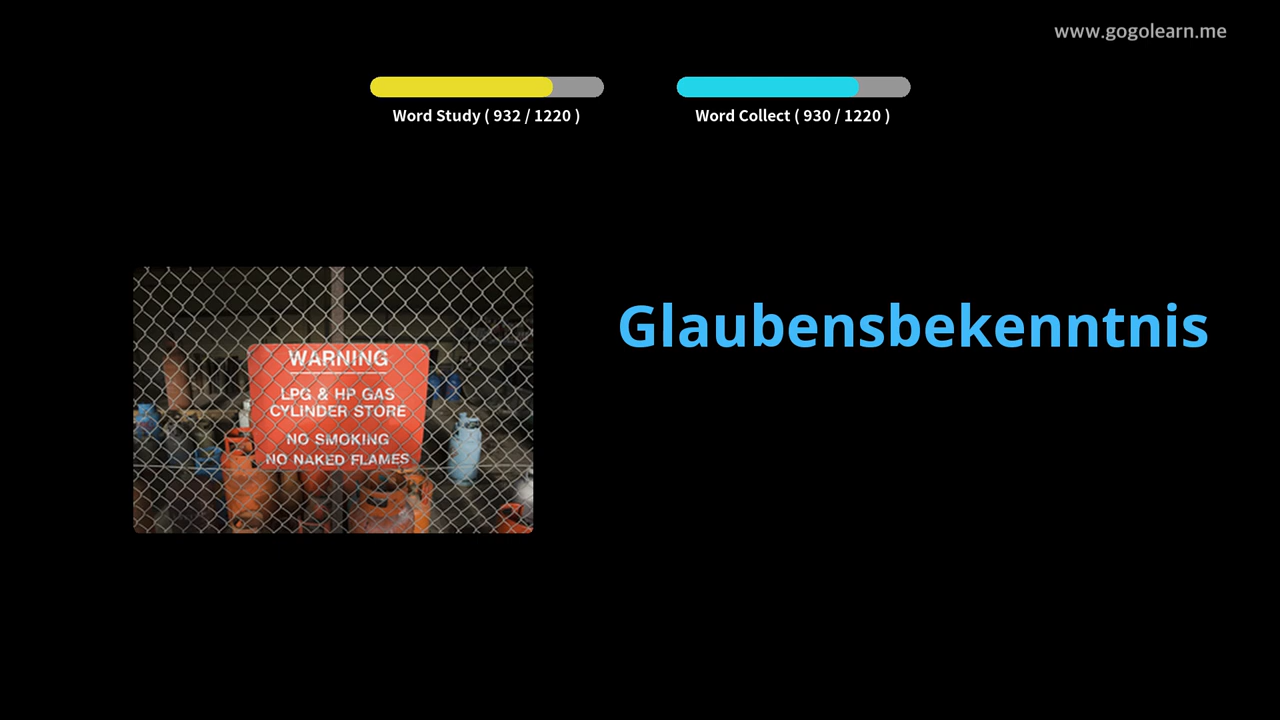 www.gogolearn.me
Word Study ( 932 / 1220 )
Word Collect ( 930 / 1220 )
Glaubensbekenntnis
WARNING
LPG & HP GAS
CYLINDER STORE
NO SMOKING
NO NAKED FLAMES